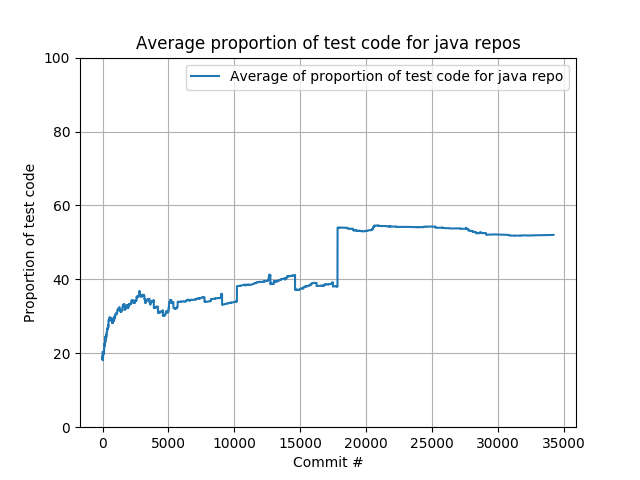 Average proportion of test code for java repos
Average of proportion of test code for java repo
100
80
60
40
20
0
Proportion of test code
0 5000 10000 15000 20000 25000 30000 35000
Commit #